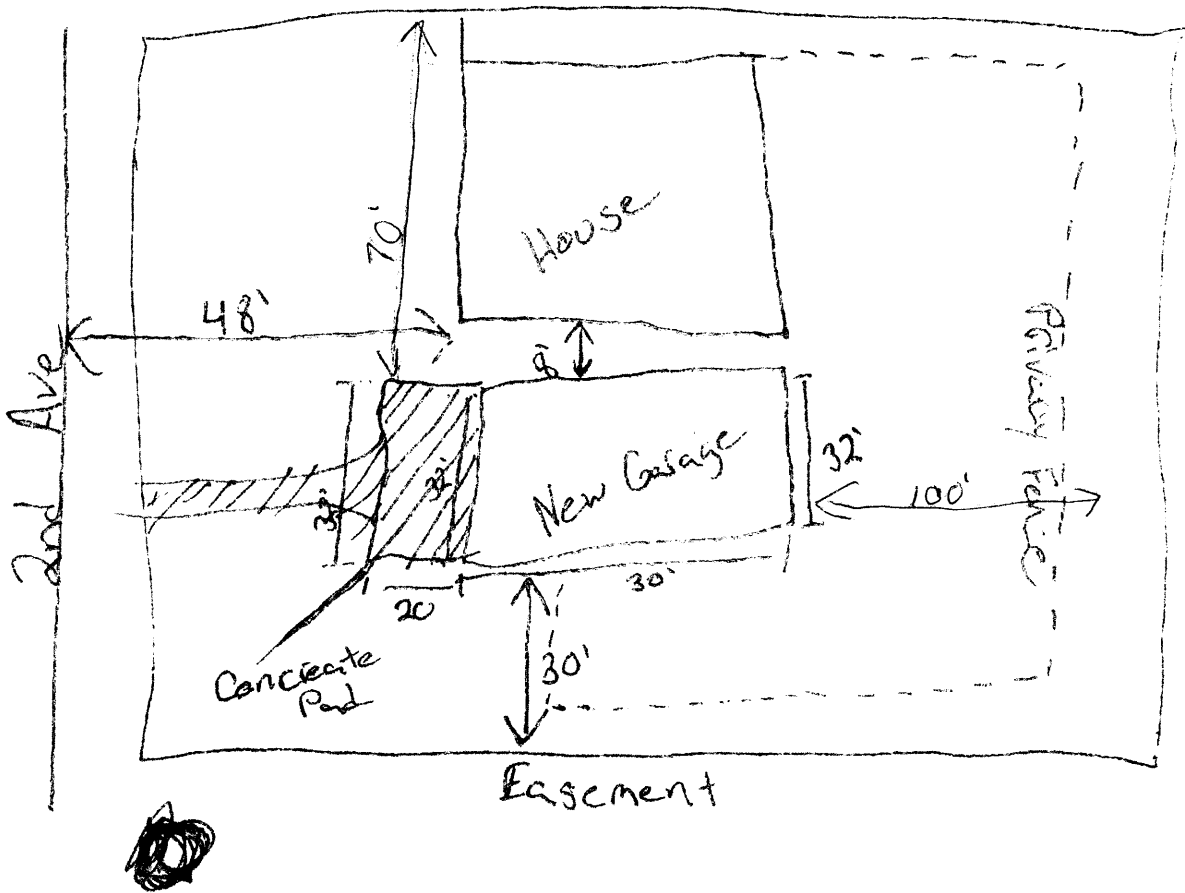 70'
House
48'
8'
2nd Ave
32'
New Garage
32'
100'
Privacy Fence
30'
20
30'
Concreate
Pad
Easement